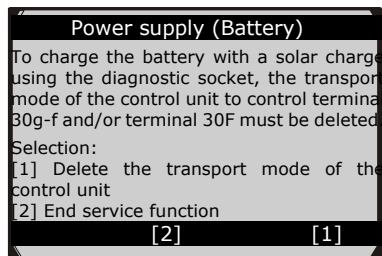 Power supply (Battery)
To charge the battery with a solar charge
using the diagnostic socket, the transport
mode of the control unit to control terminal
30g-f and/or terminal 30F must be deleted.
Selection:
[1] Delete the transport mode of the
control unit
[2] End service function
[2] [1]